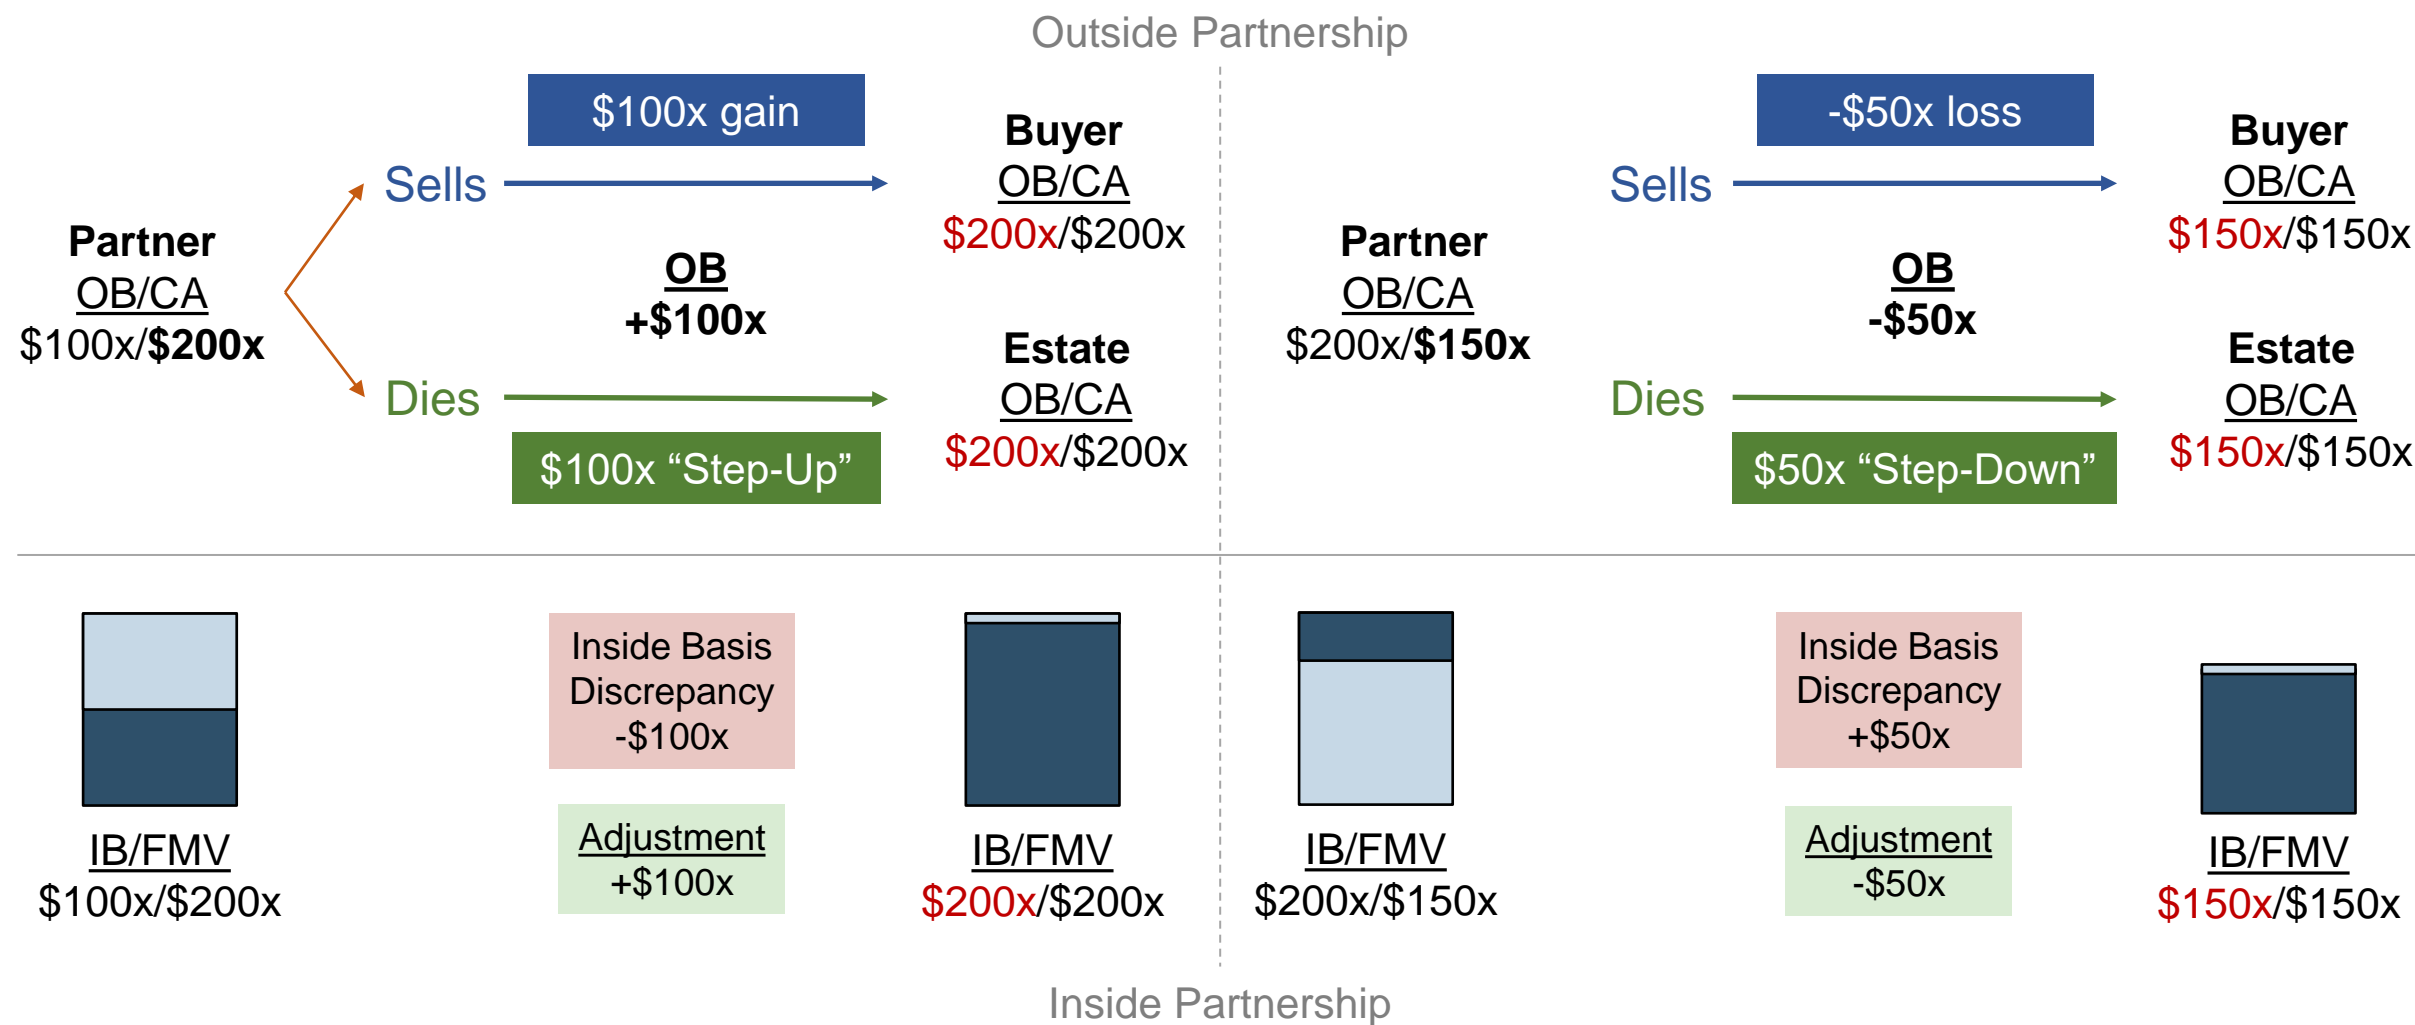 Outside Partnership
$100x gain
Sells
Partner
OB/CA
$100x/$200x
OB
+$100x
Dies
$100x “Step-Up”
Buyer
OB/CA
$200x/$200x
Estate
OB/CA
$200x/$200x
-$50x loss
Sells
Partner
OB/CA
$200x/$150x
OB
-$50x
Dies
$50x “Step-Down”
Buyer
OB/CA
$150x/$150x
Estate
OB/CA
$150x/$150x
IB/FMV
$100x/$200x
Inside Basis
Discrepancy
-$100x
Adjustment
+$100x
IB/FMV
$200x/$200x
IB/FMV
$200x/$150x
Inside Basis
Discrepancy
+$50x
Adjustment
-$50x
IB/FMV
$150x/$150x
Inside Partnership